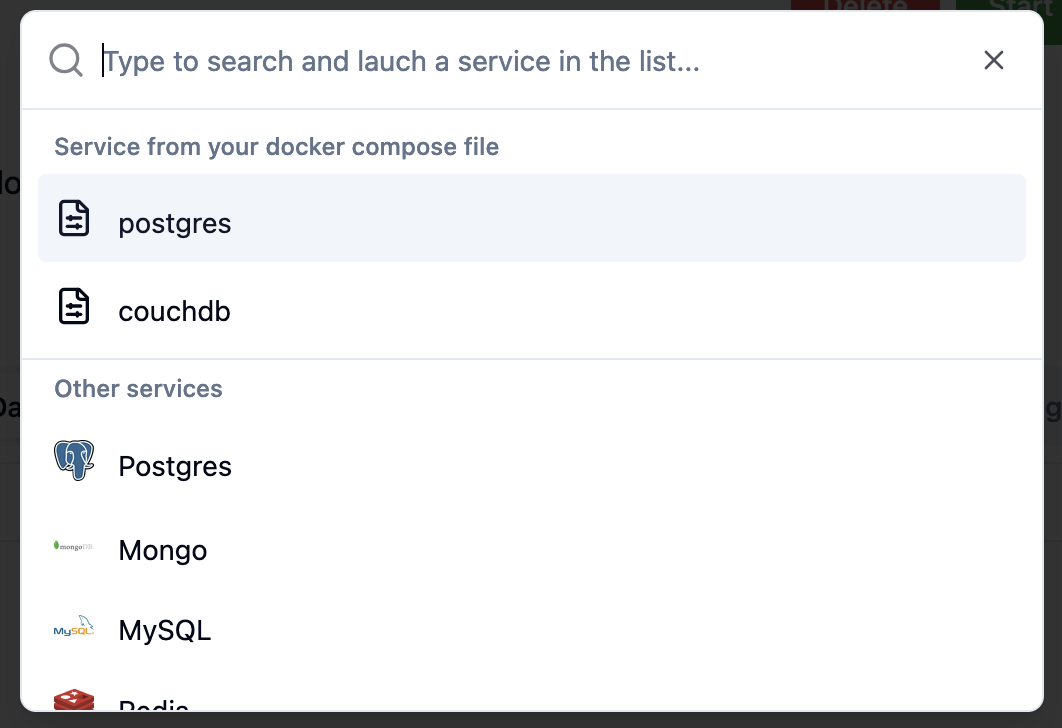 Delete
Start
Type to search and lauch a service in the list...
Service from your docker compose file
postgres
couchdb
Other services
Postgres
mongoDB
Mongo
MySQL
MySQL
Redis